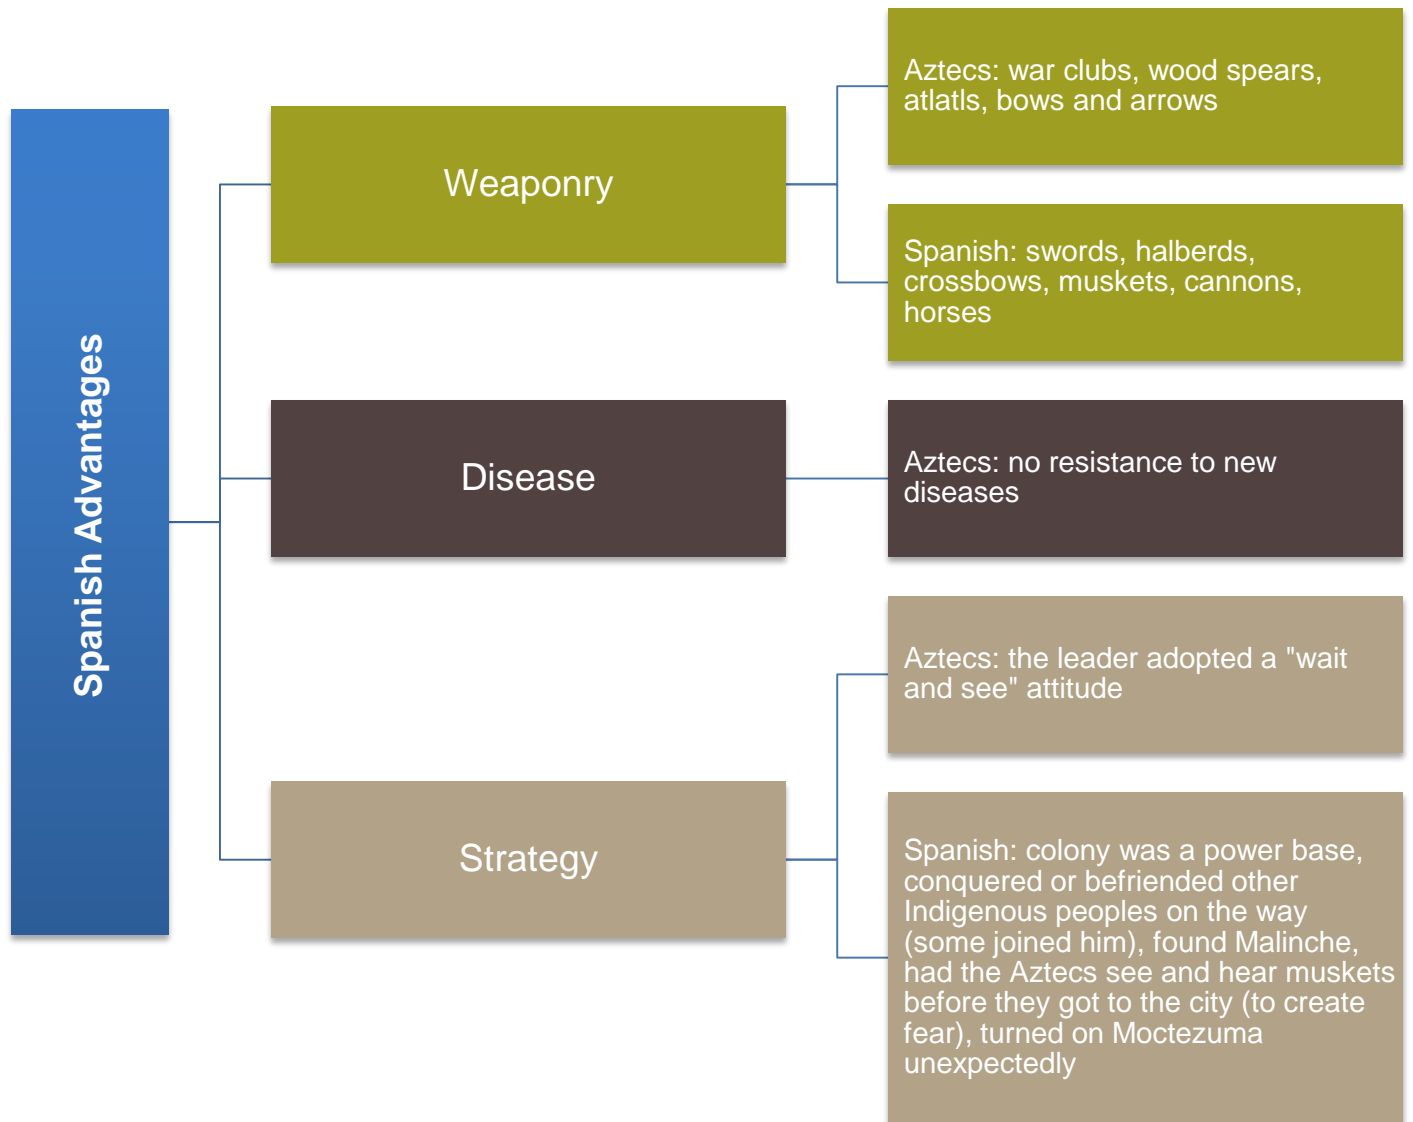 Spanish Advantages
Weaponry
Aztecs: war clubs, wood spears,
atlatls, bows and arrows
Spanish: swords, halberds,
crossbows, muskets, cannons,
horses
Disease
Aztecs: no resistance to new
diseases
Strategy
Aztecs: the leader adopted a "wait
and see" attitude
Spanish: colony was a power base,
conquered or befriended other
Indigenous peoples on the way
(some joined him), found Malinche,
had the Aztecs see and hear muskets
before they got to the city (to create
fear), turned on Moctezuma
unexpectedly